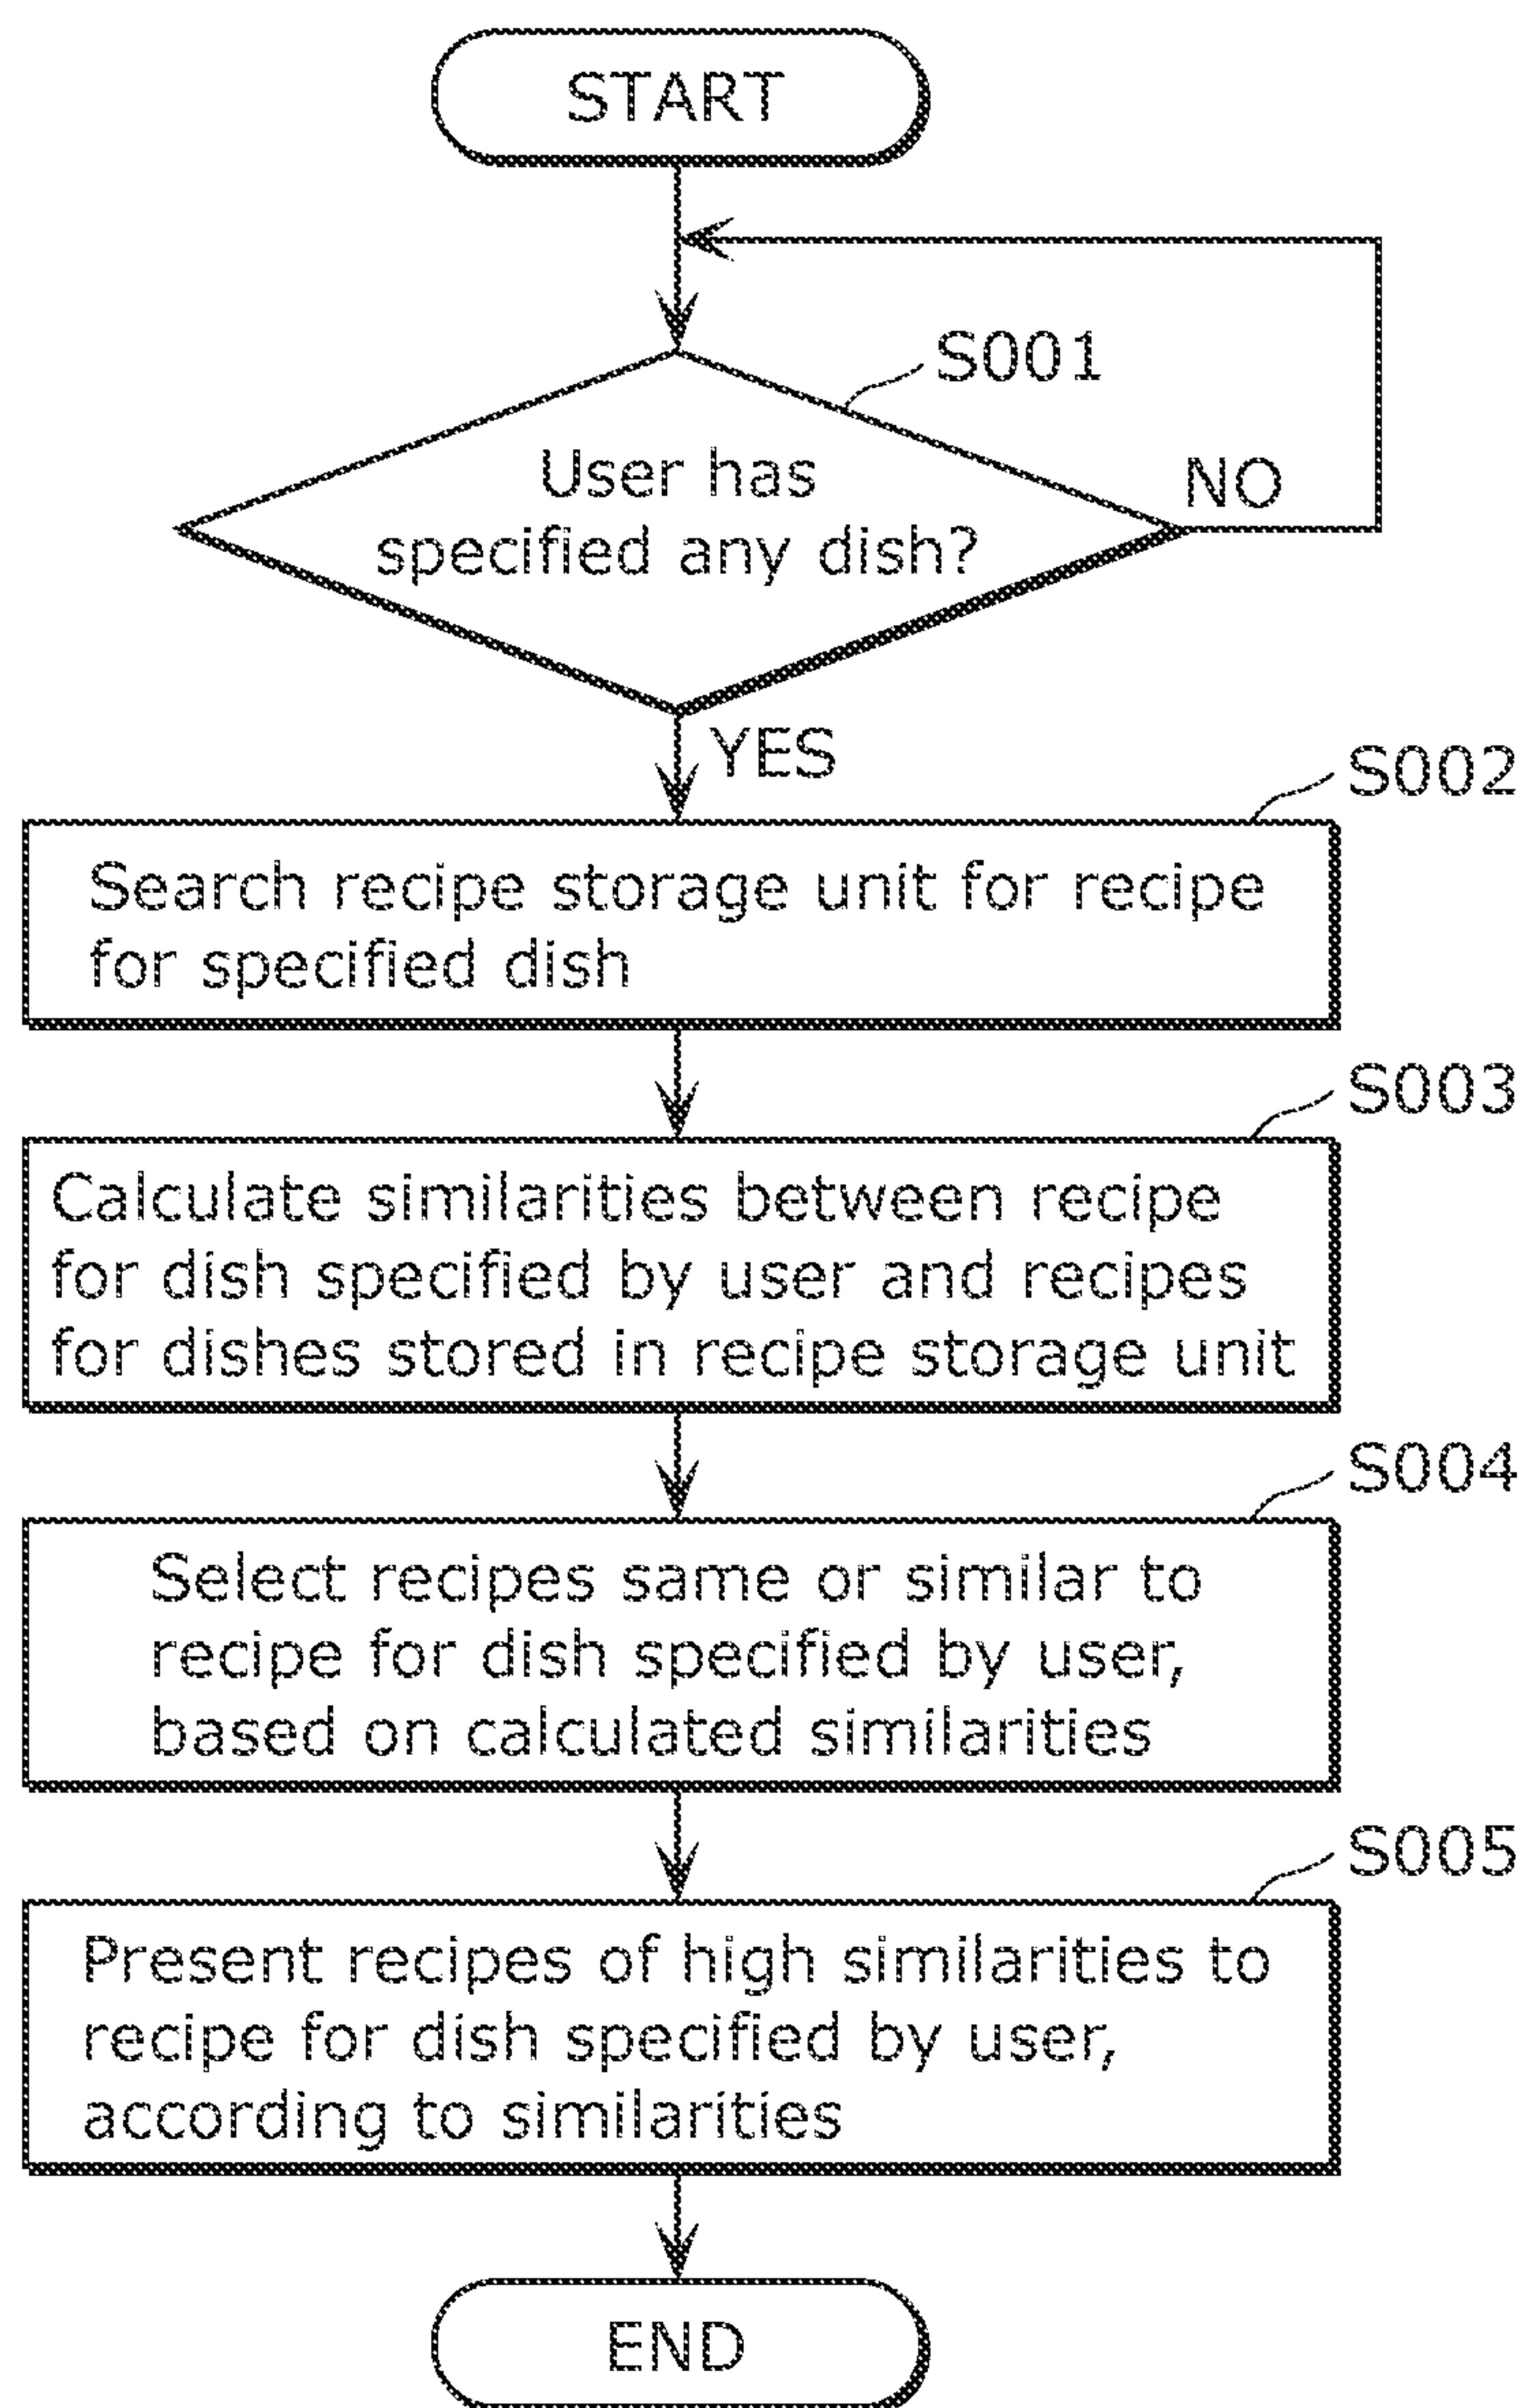 START
S001
User has
specified any dish?
NO
YES
S002
Search recipe storage unit for recipe
for specified dish
S003
Calculate similarities between recipe
for dish specified by user and recipes
for dishes stored in recipe storage unit
S004
Select recipes same or similar to
recipe for dish specified by user,
based on calculated similarities
S005
Present recipes of high similarities to
recipe for dish specified by user,
according to similarities
END